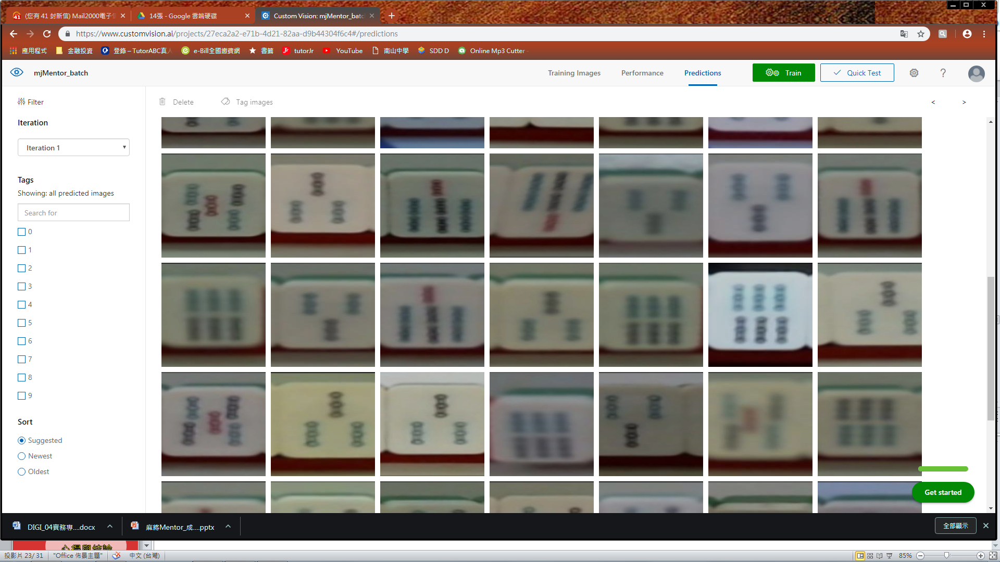 41
(您有 41 封新信) Mail2000電子信
14張 - Google 雲端硬碟
Custom Vision: mjMentor_batc
https://www.customvision.ai/projects/27eca2a2-e71b-4d21-82aa-d9b44304f6c4#/predictions
應用程式
金融投資
登錄 – TutorABC真人
e-Bill全國繳費網
書籤
Jr
tutorJr
YouTube
南山中學
SDD D
Online Mp3 Cutter -
mjMentor_batch
Training Images
Performance
Predictions
Train
Quick Test
?
Filter
Delete
Tag images
<
>
Iteration
Iteration 1
Tags
Showing: all predicted images
Search for
0
1
2
3
4
5
6
7
8
9
Sort
Suggested
Newest
Oldest
Get started
DIGI_04實務專....docx
麻將Mentor_成....pptx
全部顯示
心得與結論
投影片 23/ 31
"Office 佈景主題"
中文 (台灣)
85%